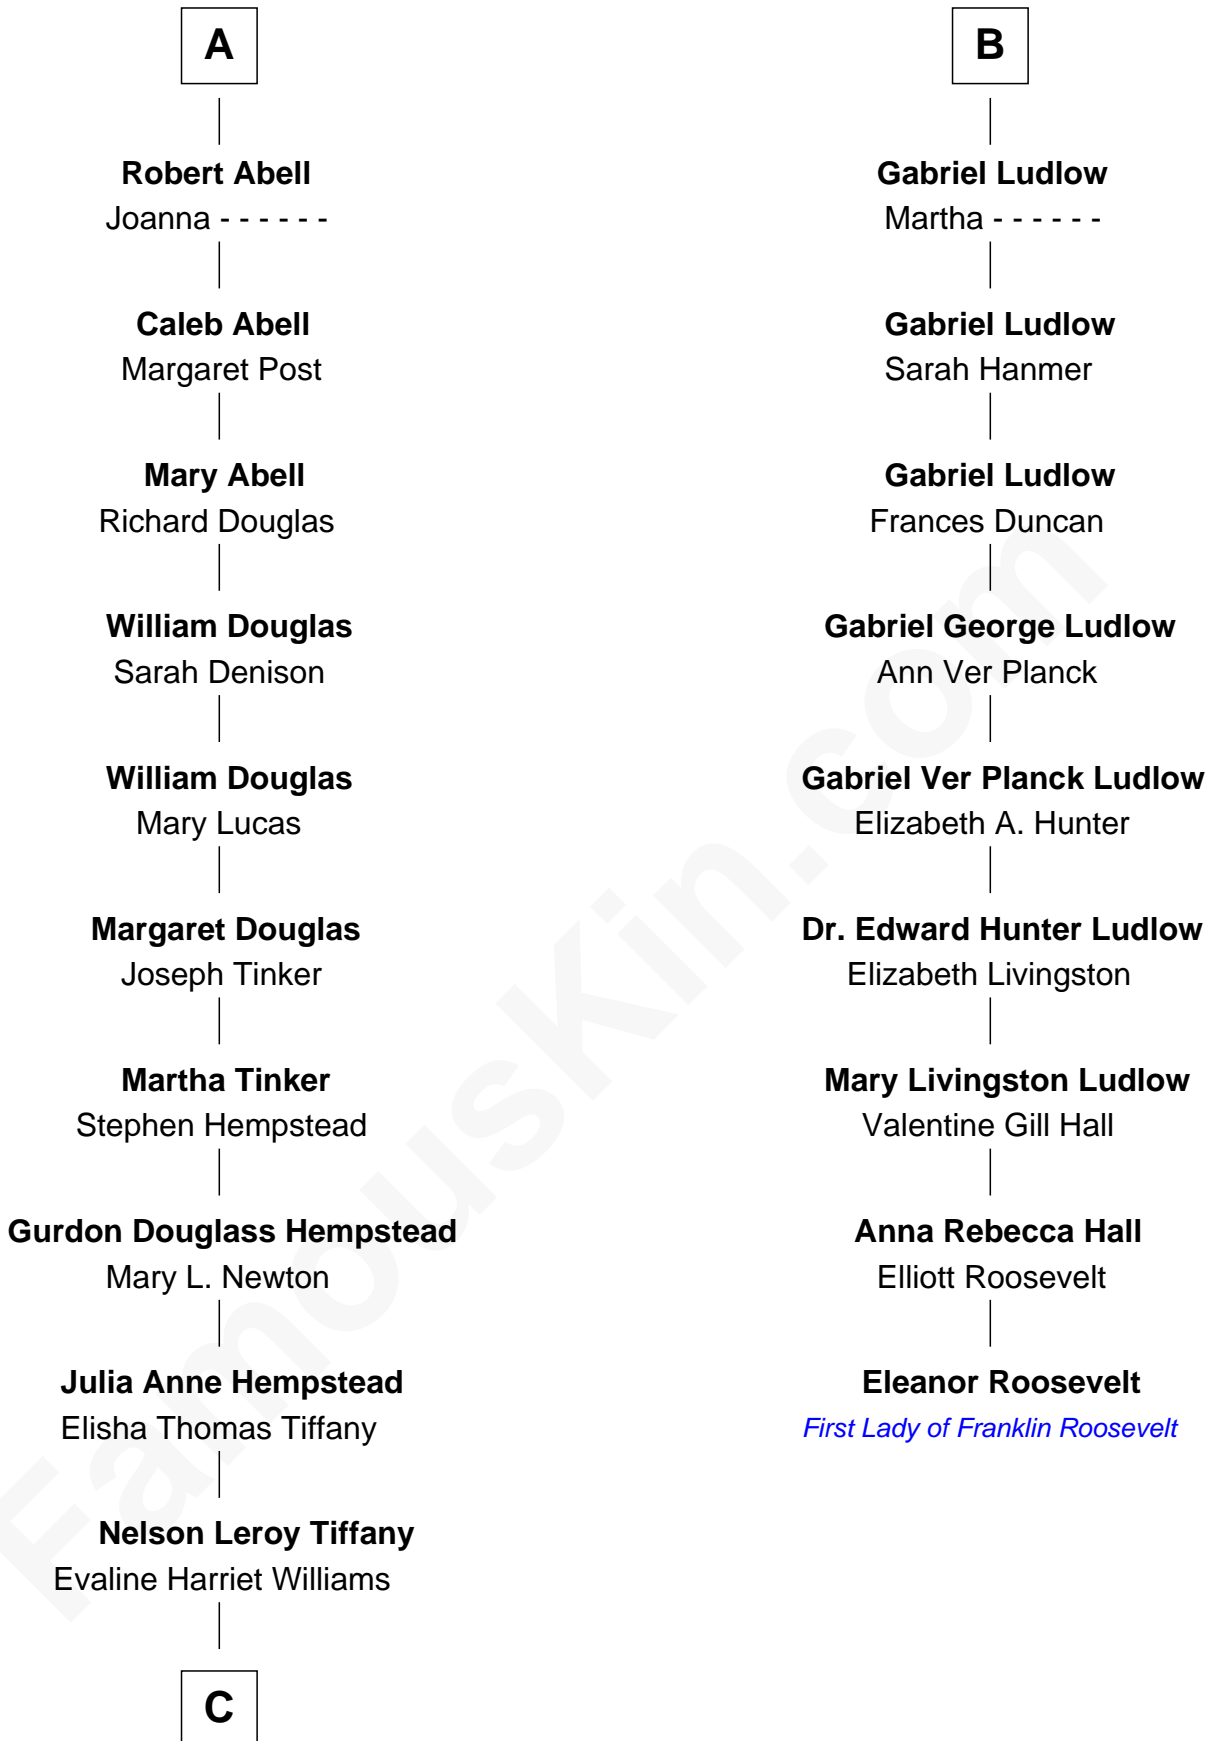 A
Robert Abell
Joanna - - - - - -
Caleb Abell
Margaret Post
Mary Abell
Richard Douglas
William Douglas
Sarah Denison
William Douglas
Mary Lucas
Margaret Douglas
Joseph Tinker
Martha Tinker
Stephen Hempstead
Gurdon Douglass Hempstead
Mary L. Newton
Julia Anne Hempstead
Elisha Thomas Tiffany
Nelson Leroy Tiffany
Evaline Harriet Williams
C
B
Gabriel Ludlow
Martha - - - - - -
Gabriel Ludlow
Sarah Hanmer
Gabriel Ludlow
Frances Duncan
Gabriel George Ludlow
Ann Ver Planck
Gabriel Ver Planck Ludlow
Elizabeth A. Hunter
Dr. Edward Hunter Ludlow
Elizabeth Livingston
Mary Livingston Ludlow
Valentine Gill Hall
Anna Rebecca Hall
Elliott Roosevelt
Eleanor Roosevelt
First Lady of Franklin Roosevelt
FamousKin.com